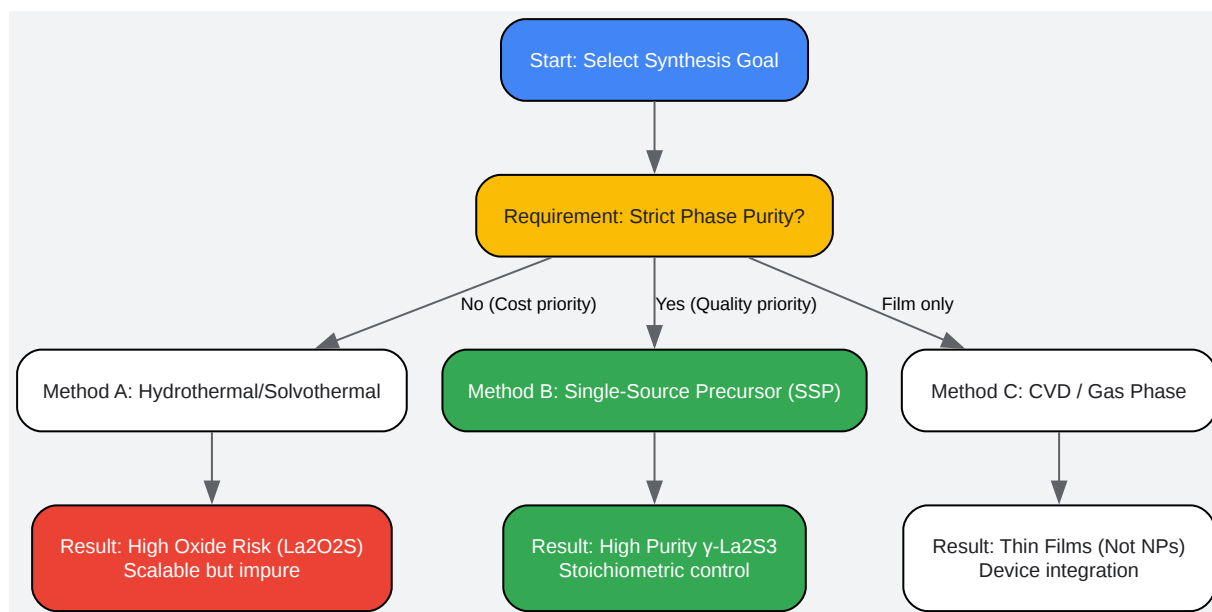 Start: Select Synthesis Goal
Requirement: Strict Phase Purity?
No (Cost priority)
Yes (Quality priority)
Film only
Method A: Hydrothermal/Solvothermal
Method B: Single-Source Precursor (SSP)
Method C: CVD / Gas Phase
Result: High Oxide Risk (La2O2S)
Scalable but impure
Result: High Purity γ-La2S3
Stoichiometric control
Result: Thin Films (Not NPs)
Device integration